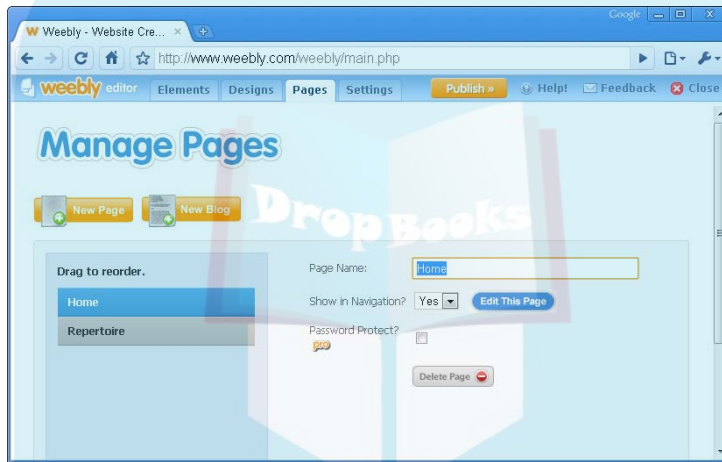 Google
Weebly - Website Cre...
http://www.weebly.com/weebly/main.php
weebly editor Elements Designs Pages Settings Publish » Help! Feedback Close
Manage Pages
New Page New Blog
Drop Books
Drag to reorder.
Page Name: Home
Home
Show in Navigation? Yes Edit This Page
Repertoire
Password Protect?
pro
Delete Page